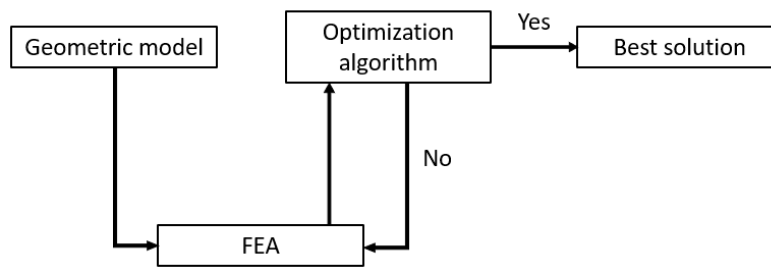 Geometric model
Optimization
algorithm
Yes
Best solution
No
FEA